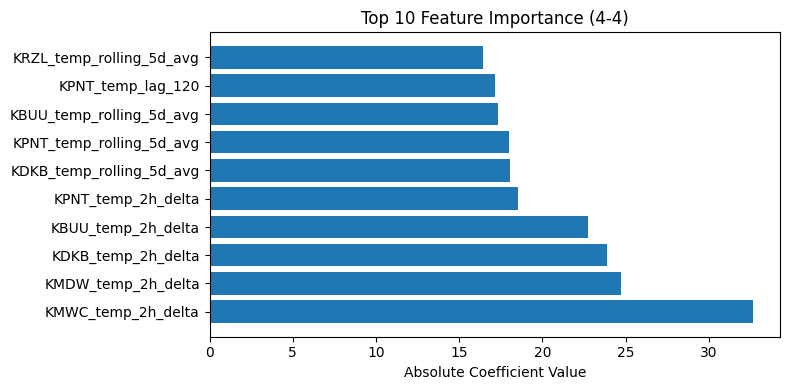 Top 10 Feature Importance (4-4)
KRZL_temp_rolling_5d_avg
KPNT_temp_lag_120
KBUU_temp_rolling_5d_avg
KPNT_temp_rolling_5d_avg
KDKB_temp_rolling_5d_avg
KPNT_temp_2h_delta
KBUU_temp_2h_delta
KDKB_temp_2h_delta
KMDW_temp_2h_delta
KMWC_temp_2h_delta
0 5 10 15 20 25 30
Absolute Coefficient Value